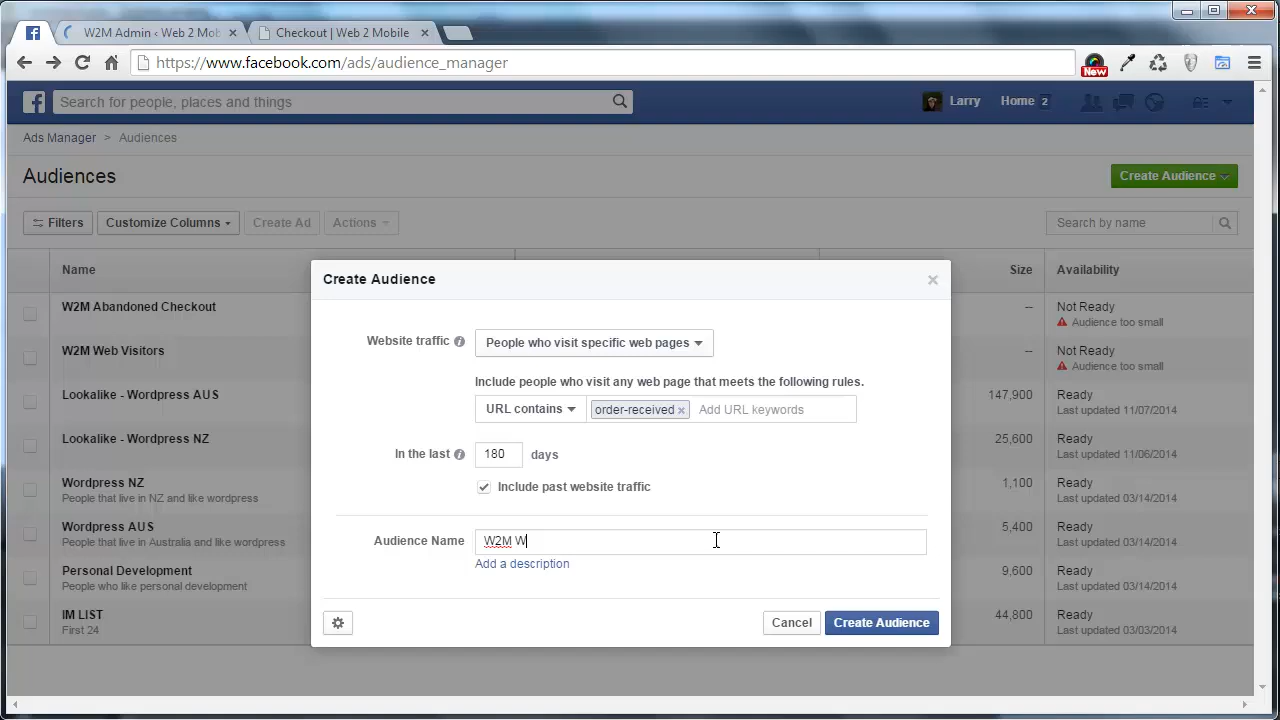 W2M Admin ‹ Web 2 Mob × Checkout | Web 2 Mobile ×
https://www.facebook.com/ads/audience_manager
New
Search for people, places and things Larry Home 2
Ads Manager > Audiences
Audiences Create Audience
Filters Customize Columns Create Ad Actions Search by name
Name Size Availability
W2M Abandoned Checkout -- Not Ready
Audience too small
W2M Web Visitors -- Not Ready
Audience too small
Lookalike - Wordpress AUS 147,900 Ready
Last updated 11/07/2014
Lookalike - Wordpress NZ 25,600 Ready
Last updated 11/06/2014
Wordpress NZ 1,100 Ready
People that live in NZ and like wordpress Last updated 03/14/2014
Wordpress AUS 5,400 Ready
People that live in Australia and like wordpress Last updated 03/14/2014
Personal Development 9,600 Ready
People who like personal development Last updated 03/14/2014
IM LIST 44,800 Ready
First 24 Last updated 03/03/2014
Create Audience ×
Website traffic People who visit specific web pages
Include people who visit any web page that meets the following rules.
URL contains order-received × Add URL keywords
In the last 180 days
Include past website traffic
Audience Name W2M W
Add a description
Cancel Create Audience